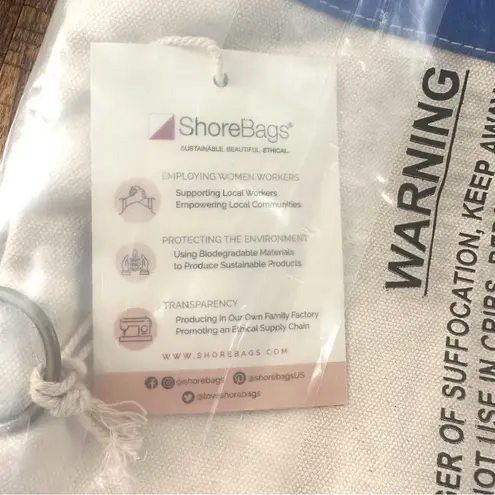 ShoreBags®
SUSTAINABLE. BEAUTIFUL. ETHICAL.
EMPLOYING WOMEN WORKERS
Supporting Local Workers
Empowering Local Communities
PROTECTING THE ENVIRONMENT
Using Biodegradable Materials
to Produce Sustainable Products
TRANSPARENCY
Producing in Our Own Family Factory
Promoting an Ethical Supply Chain
WWW.SHOREBAGS.COM
@shorebags @shorebagsUS
@loveshorebags
WARNING
GER OF SUFFOCATION, KEEP AWA
NOT USE IN CRIBS,